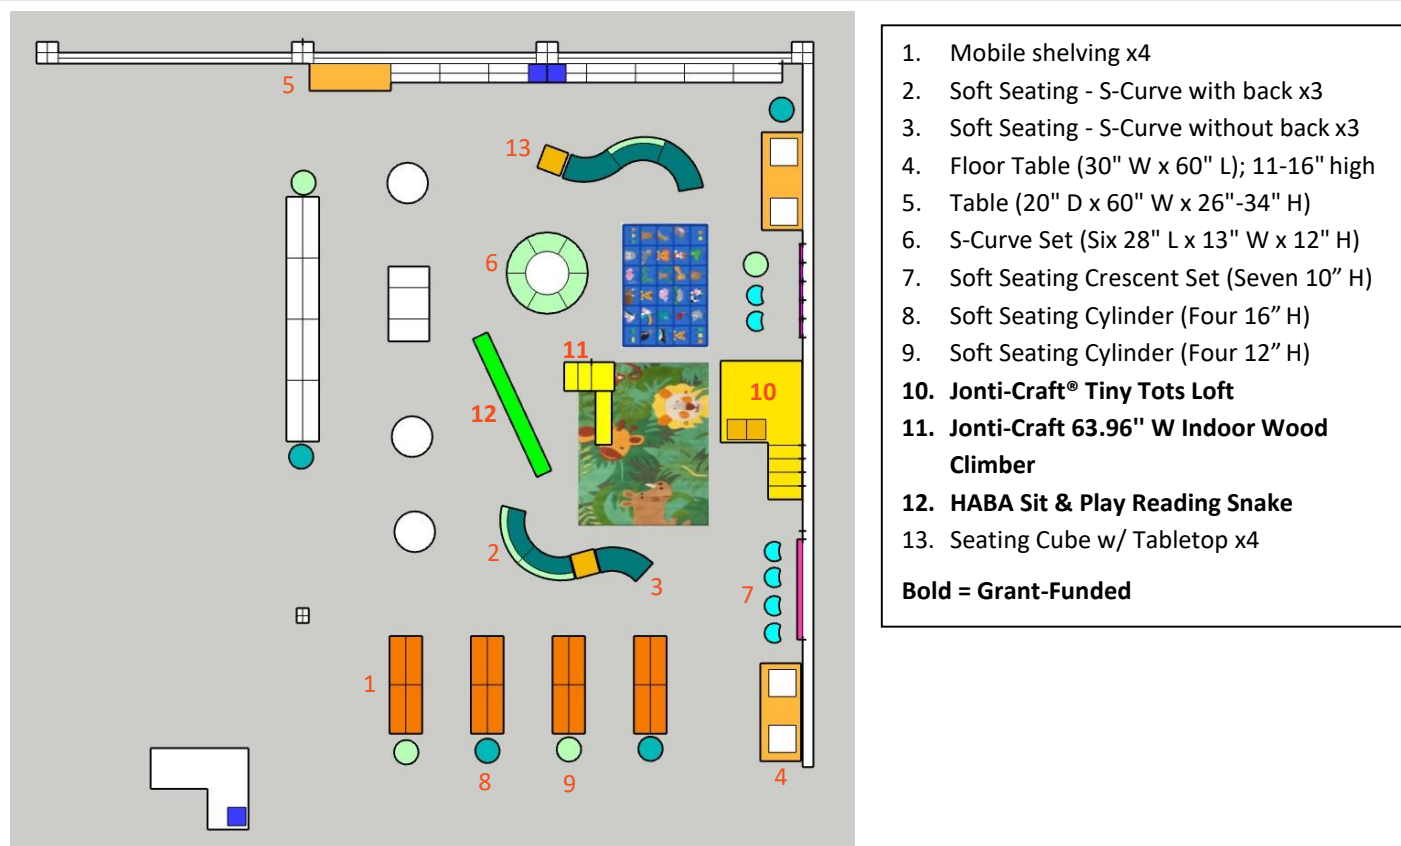 5
13
6
11
12
10
2
3
7
1
8
9
4
1. Mobile shelving x4
2. Soft Seating - S-Curve with back x3
3. Soft Seating - S-Curve without back x3
4. Floor Table (30" W x 60" L); 11-16" high
5. Table (20" D x 60" W x 26"-34" H)
6. S-Curve Set (Six 28" L x 13" W x 12" H)
7. Soft Seating Crescent Set (Seven 10” H)
8. Soft Seating Cylinder (Four 16” H)
9. Soft Seating Cylinder (Four 12” H)
10. Jonti-Craft® Tiny Tots Loft
11. Jonti-Craft 63.96'' W Indoor Wood
Climber
12. HABA Sit & Play Reading Snake
13. Seating Cube w/ Tabletop x4
Bold = Grant-Funded